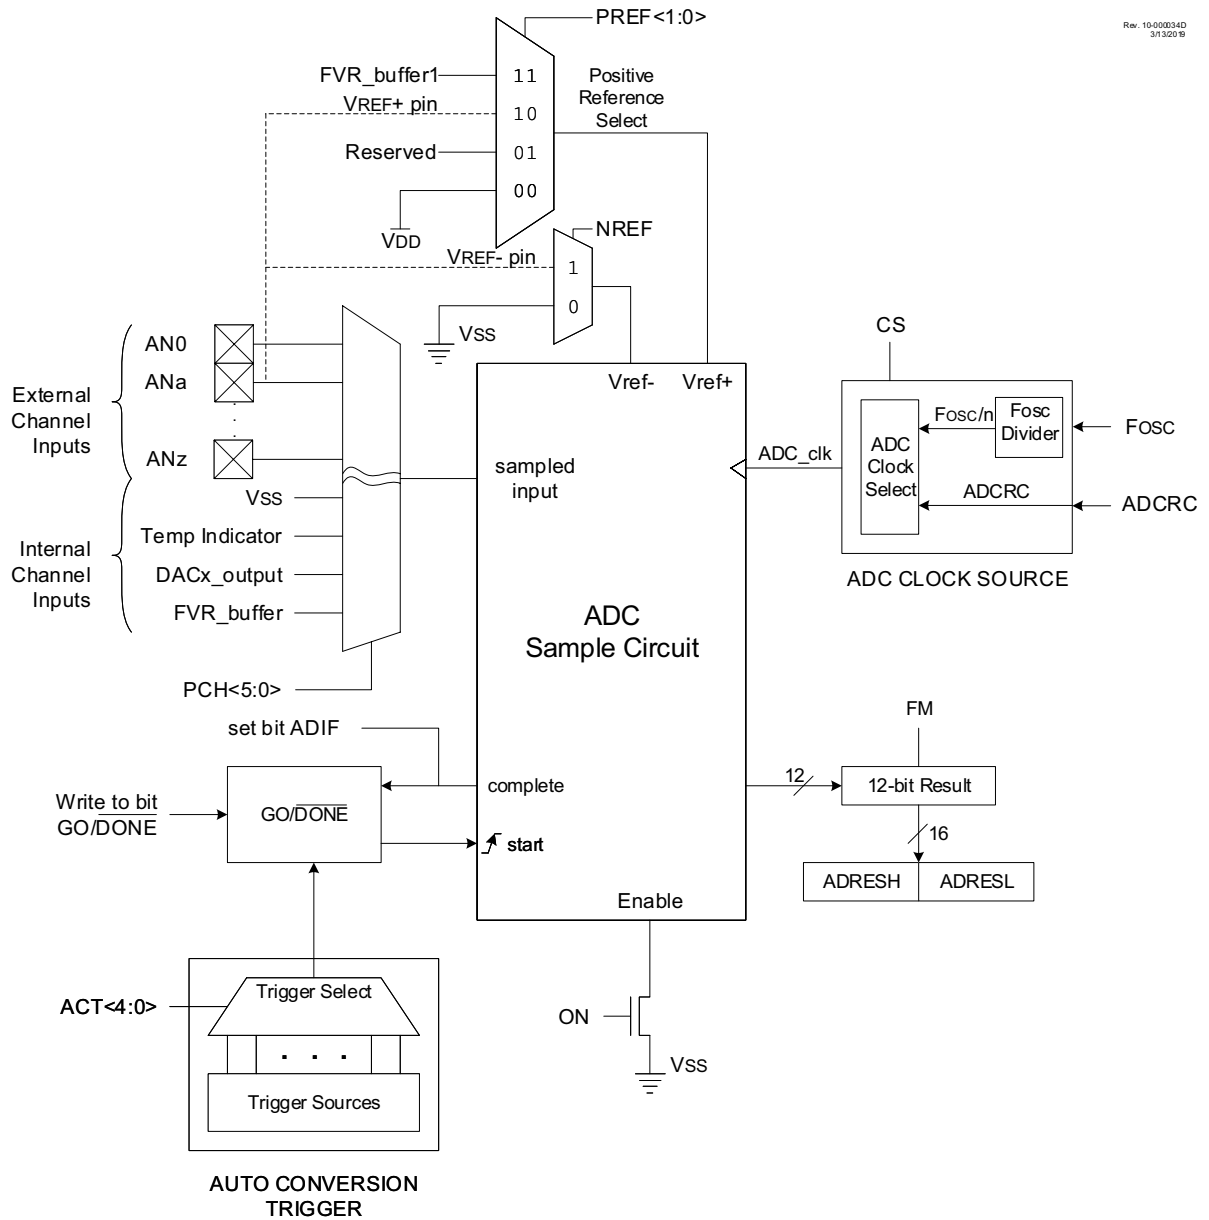 Rev. 10-000034D
3/13/2019
PREF<1:0>
FVR_buffer1
11
Positive
Reference
Select
VREF+ pin
10
Reserved
01
00
VDD
NREF
VREF- pin
1
0
VSS
External
Channel
Inputs
AN0
ANa
.
.
.
ANz
Internal
Channel
Inputs
VSS
Temp Indicator
DACx_output
FVR_buffer
PCH<5:0>
Vref-
Vref+
sampled
input
ADC_clk
CS
ADC
Clock
Select
FOSC/n
Fosc
Divider
FOSC
ADCRC
ADCRC
ADC CLOCK SOURCE
ADC
Sample Circuit
set bit ADIF
complete
Write to bit
GO/DONE
GO/DONE
start
Enable
FM
12
12-bit Result
16
ADRESH
ADRESL
ACT<4:0>
Trigger Select
. . .
Trigger Sources
AUTO CONVERSION
TRIGGER
ON
VSS